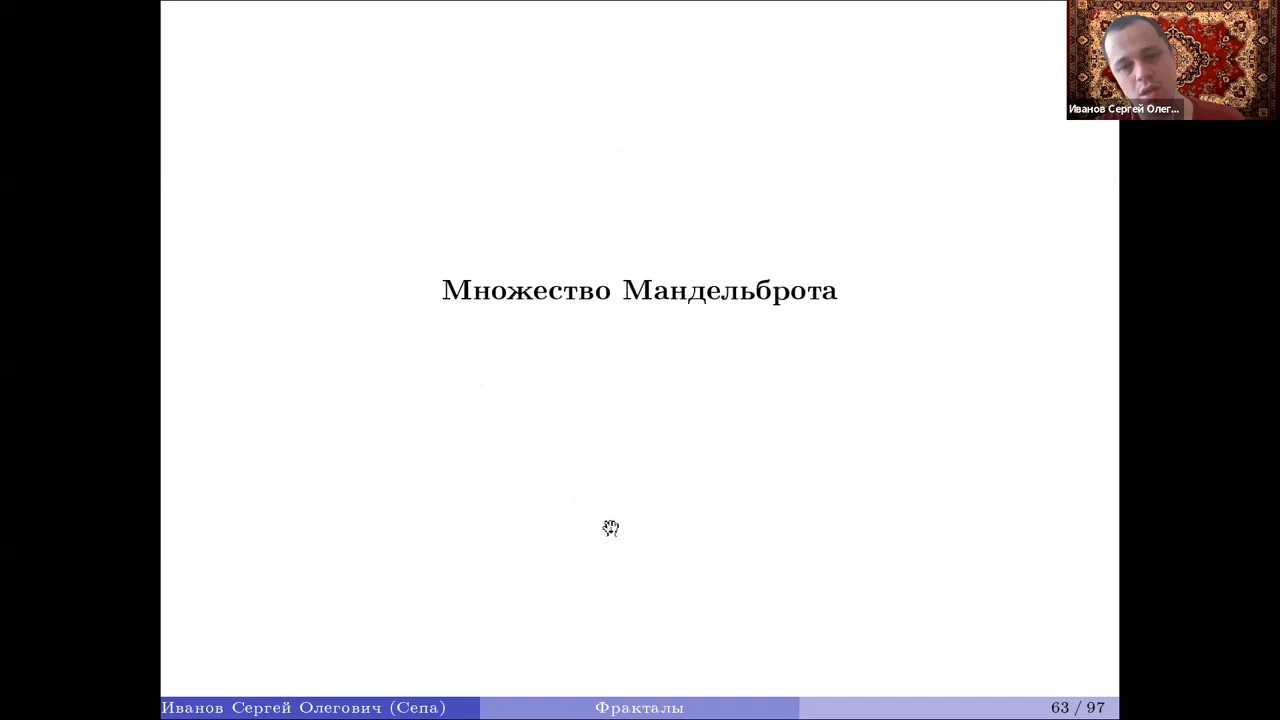 Иванов Сергей Олег...
Множество Мандельброта
Иванов Сергей Олегович (Сепа) Фракталы 63 / 97